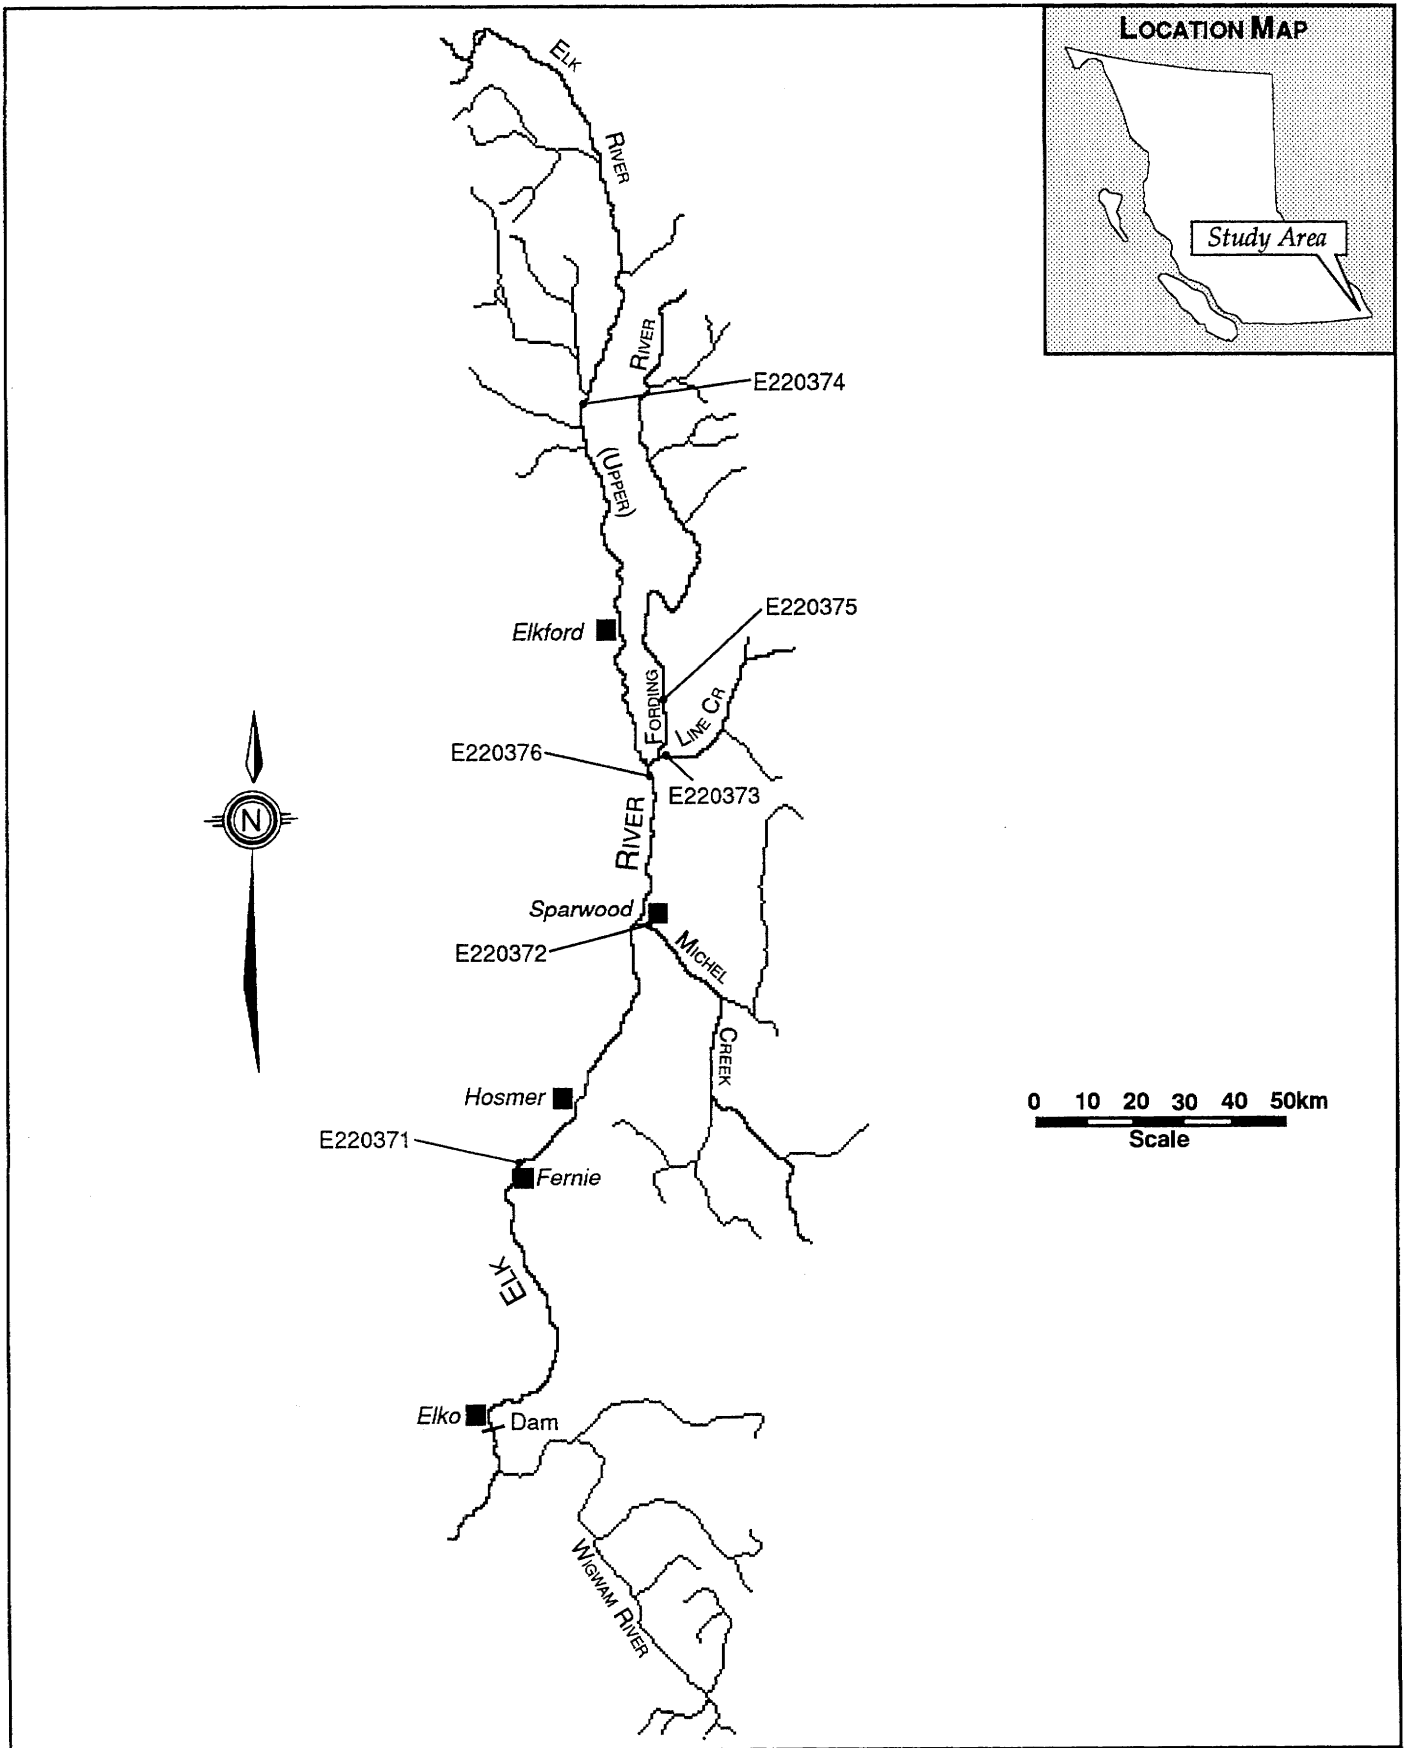 LOCATION MAP
Study Area
ELK
RIVER
RIVER
E220374
(UPPER)
E220375
Elkford
FORDING
LINE CR
E220376
E220373
RIVER
Sparwood
E220372
MICHEL
CREEK
N
Hosmer
0 10 20 30 40 50km
Scale
E220371
Fernie
ELK
Elko
Dam
WIGWAM RIVER